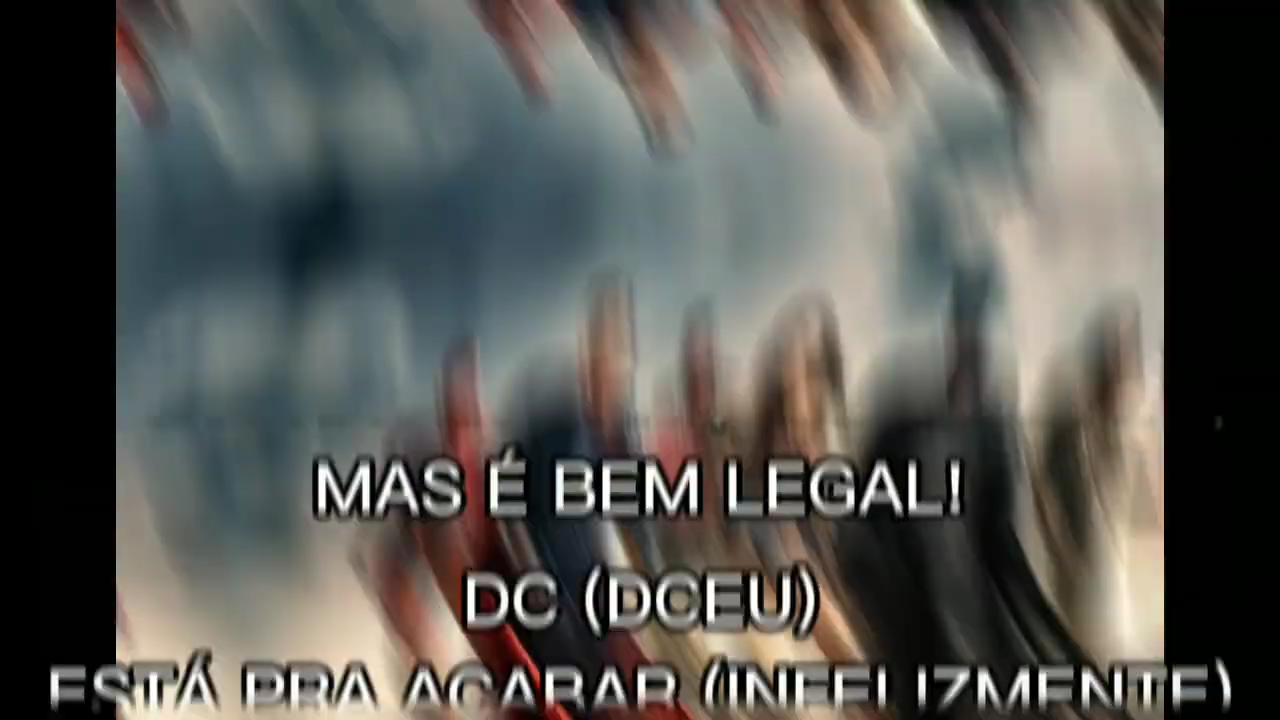 MAS É BEM LEGAL!
DC (DCEU)
ESTÁ PRA ACABAR (INFELIZMENTE)